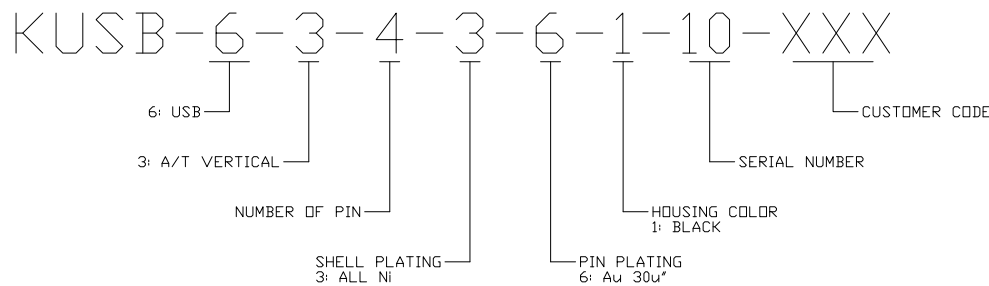 KUSB-6-3-4-3-6-1-10-XXX
6: USB
CUSTOMER CODE
3: A/T VERTICAL
SERIAL NUMBER
NUMBER OF PIN
HOUSING COLOR
1: BLACK
SHELL PLATING
3: ALL Ni
PIN PLATING
6: Au 30u"